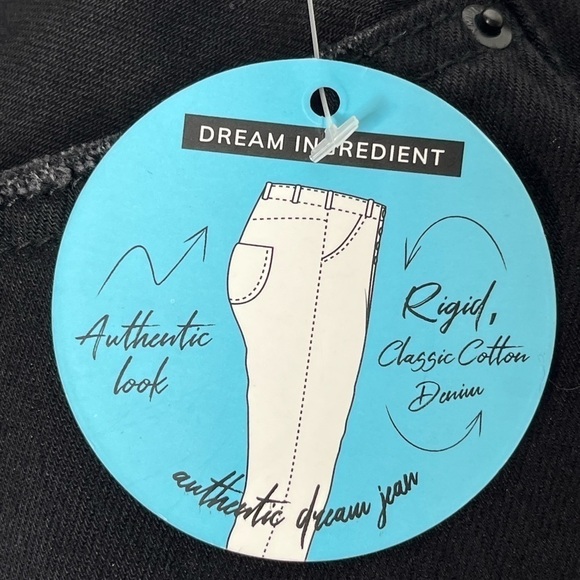 DREAM INGREDIENT
Authentic
look
Rigid,
Classic Cotton
Denim
authentic dream jean